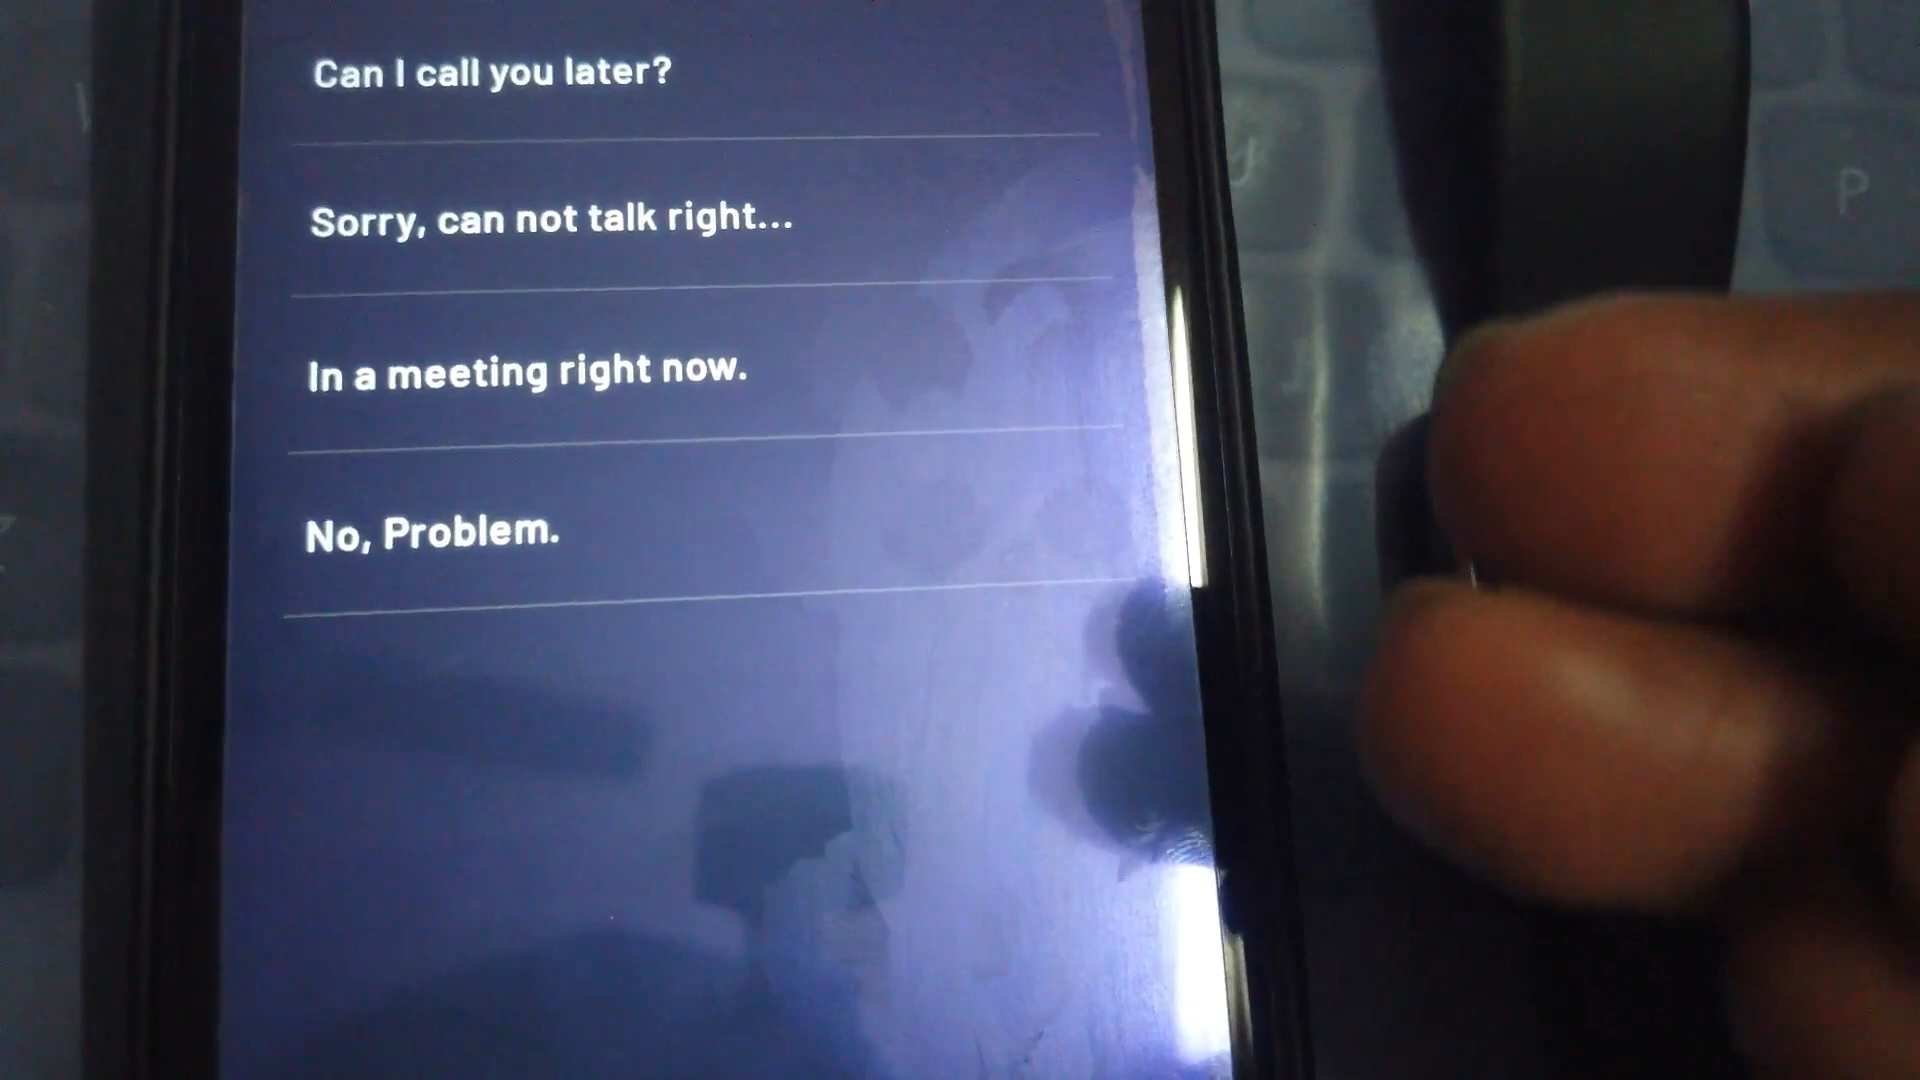 Can I call you later?
Sorry, can not talk right...
In a meeting right now.
No, Problem.
P